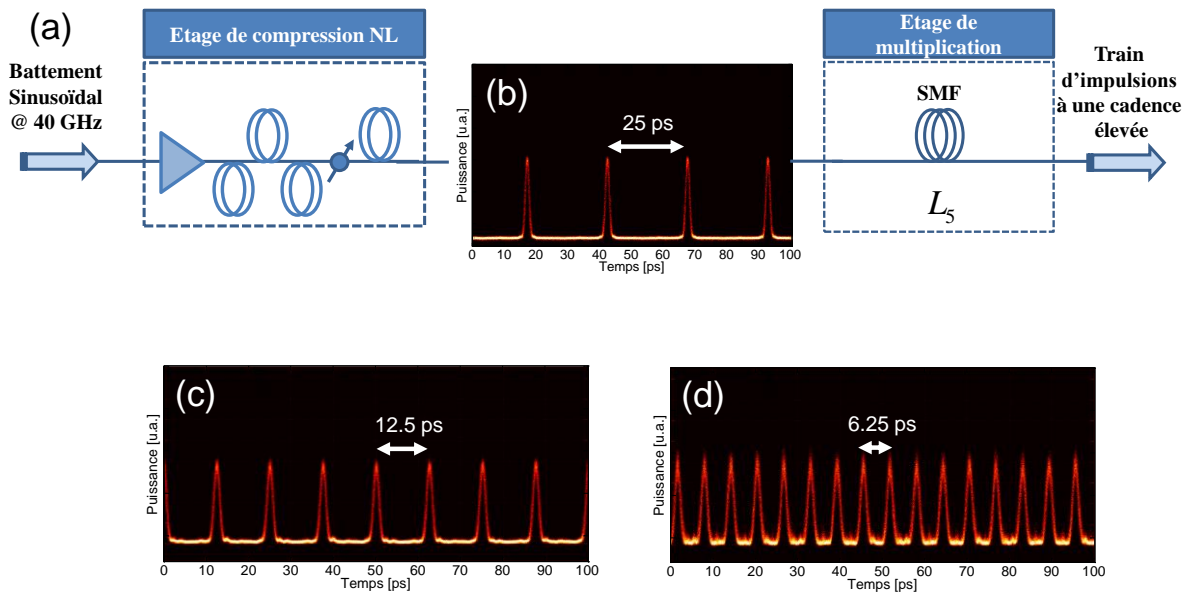 (a)
Etage de compression NL
Battement
Sinusoïdal
@ 40 GHz
(b)
25 ps
Puissance [u.a.]
0 10 20 30 40 50 60 70 80 90 100
Temps [ps]
Etage de
multiplication
SMF
L5
Train
d'impulsions
à une cadence
élevée
(c)
12.5 ps
Puissance [u.a.]
0 10 20 30 40 50 60 70 80 90 100
Temps [ps]
(d)
6.25 ps
Puissance [u.a.]
0 10 20 30 40 50 60 70 80 90 100
Temps [ps]